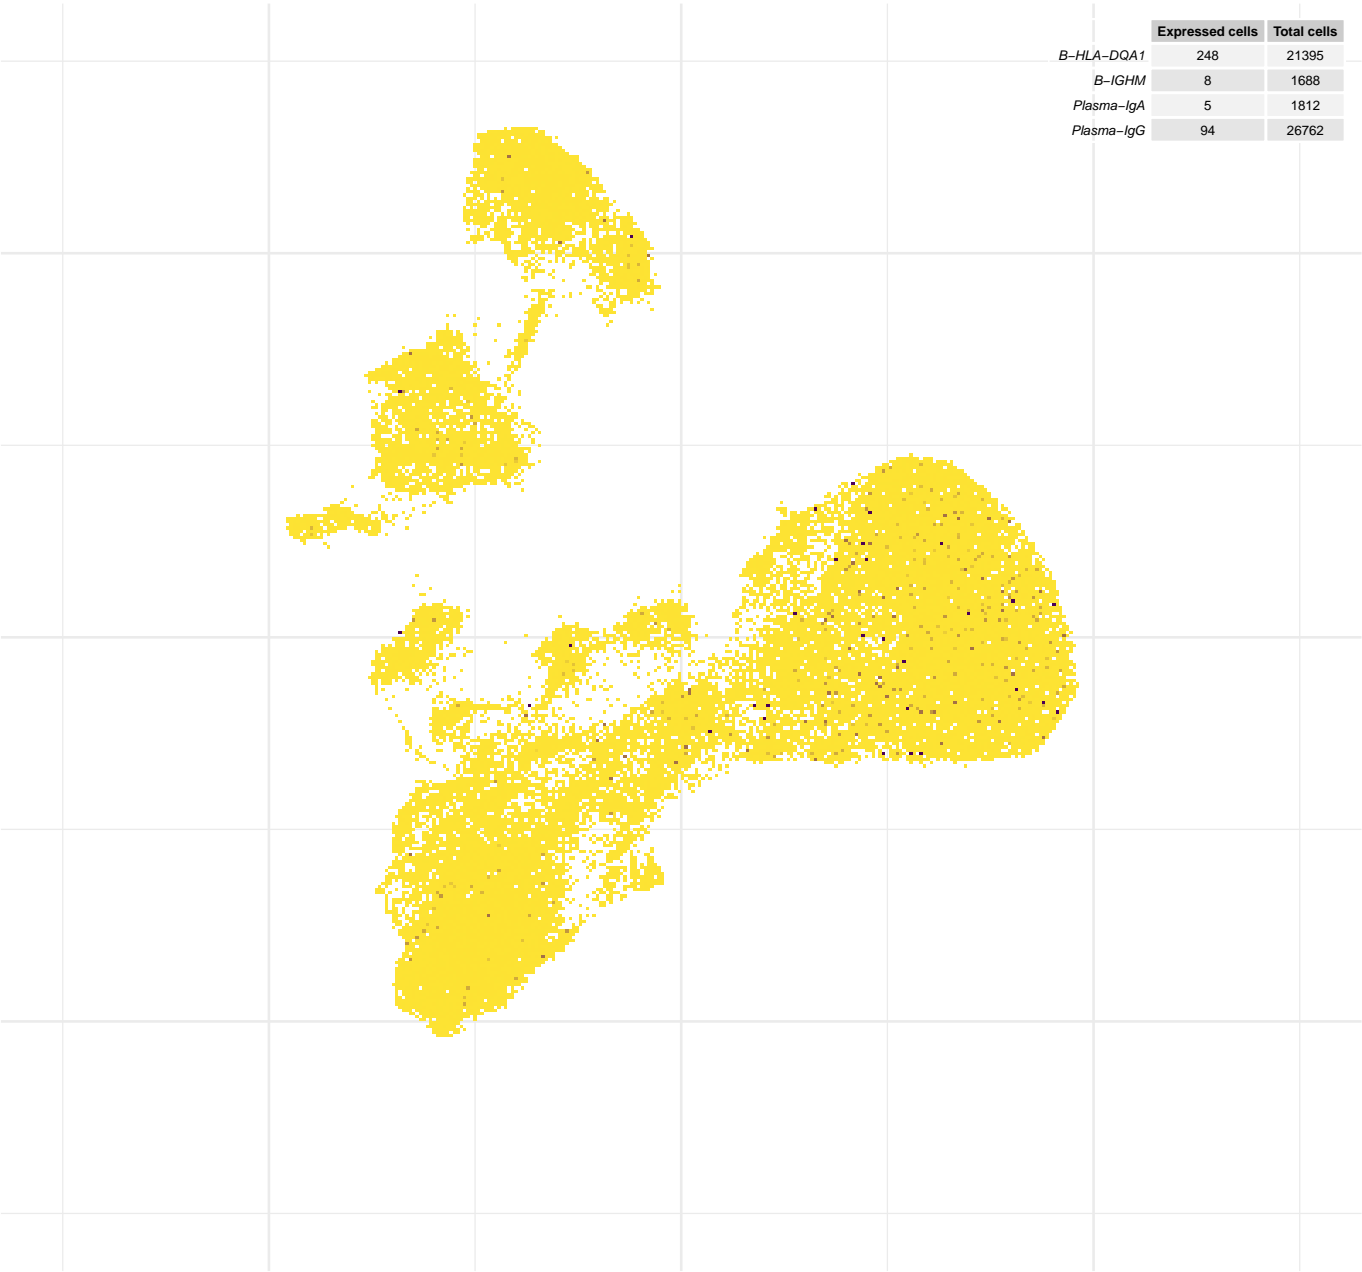 Expressed cells Total cells
B−HLA−DQA1 248 21395
B−IGHM 8 1688
Plasma−IgA 5 1812
Plasma−IgG 94 26762